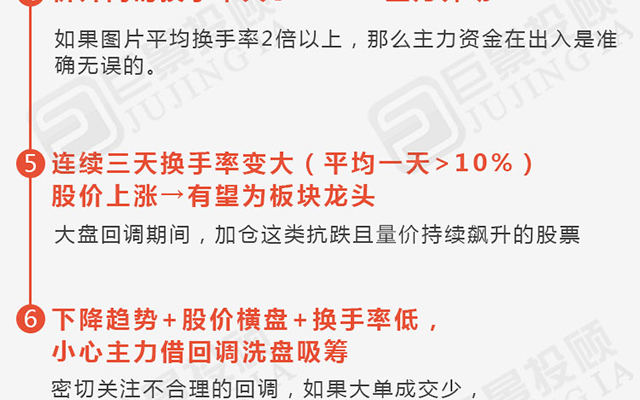 如果图片平均换手率2倍以上，那么主力资金在出入是准
确无误的。
5 连续三天换手率变大（平均一天>10%）
股价上涨→有望为板块龙头
大盘回调期间，加仓这类抗跌且量价持续飙升的股票
6 下降趋势+股价横盘+换手率低，
小心主力借回调洗盘吸筹
密切关注不合理的回调，如果大单成交少，
巨景投顾
JUJINGTA